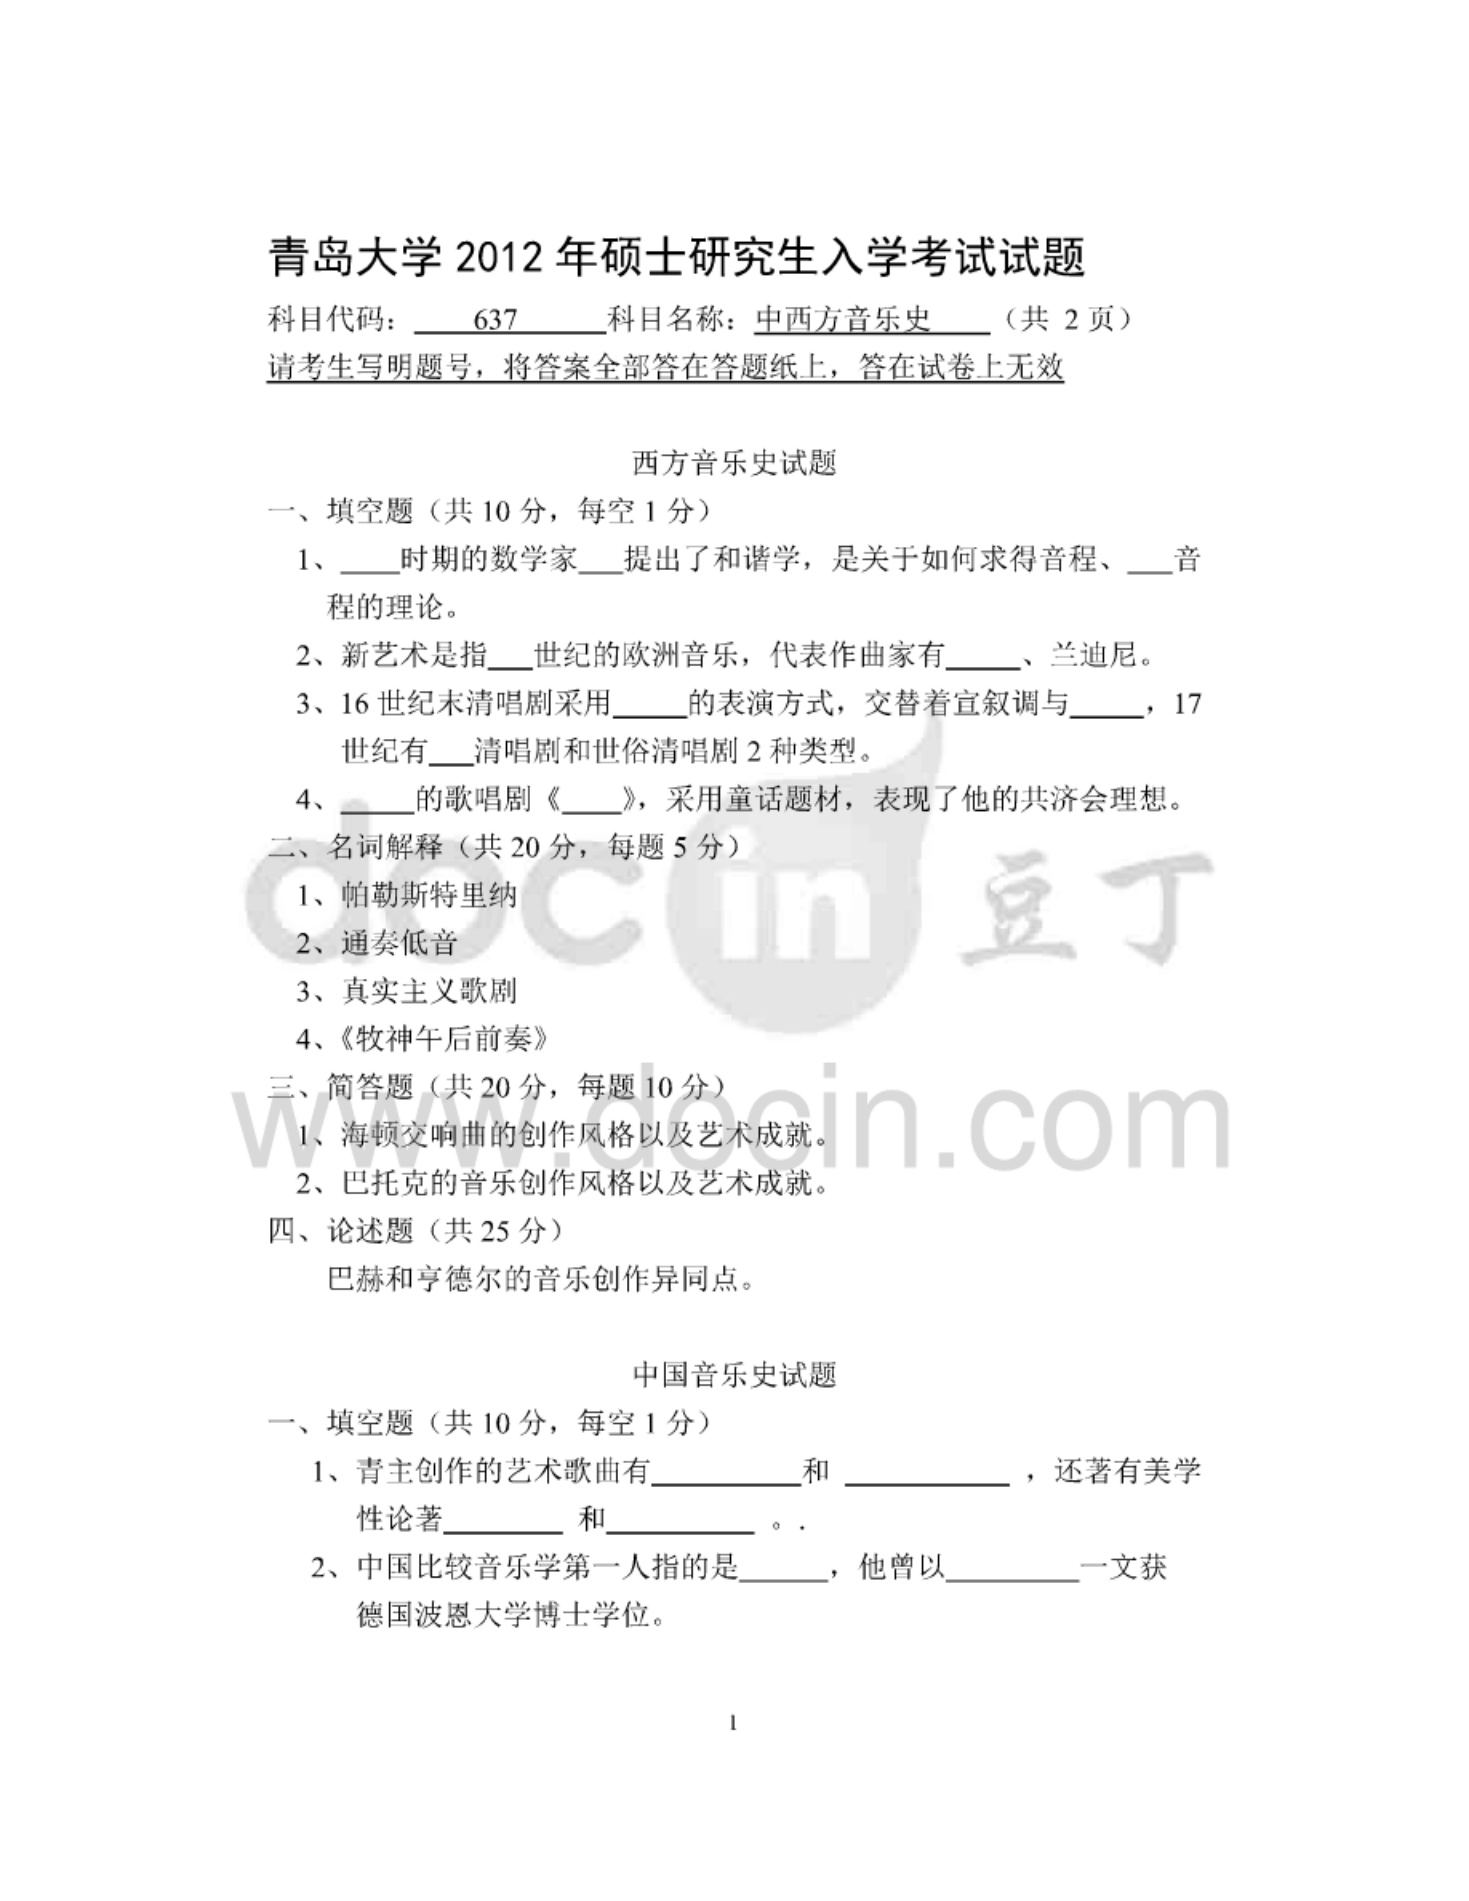 青岛大学 2012 年硕士研究生入学考试试题
科目代码：____637______科目名称：中西方音乐史____（共 2 页）
请考生写明题号，将答案全部答在答题纸上，答在试卷上无效
西方音乐史试题
一、填空题（共 10 分，每空 1 分）
1、____时期的数学家___提出了和谐学，是关于如何求得音程、___音
程的理论。
2、新艺术是指___世纪的欧洲音乐，代表作曲家有_____、兰迪尼。
3、16 世纪末清唱剧采用_____的表演方式，交替着宣叙调与_____，17
世纪有___清唱剧和世俗清唱剧 2 种类型。
4、_____的歌唱剧《____》，采用童话题材，表现了他的共济会理想。
二、名词解释（共 20 分，每题 5 分）
1、帕勒斯特里纳
2、通奏低音
3、真实主义歌剧
4、《牧神午后前奏》
三、简答题（共 20 分，每题 10 分）
1、海顿交响曲的创作风格以及艺术成就。
2、巴托克的音乐创作风格以及艺术成就。
四、论述题（共 25 分）
巴赫和亨德尔的音乐创作异同点。
中国音乐史试题
一、填空题（共 10 分，每空 1 分）
1、青主创作的艺术歌曲有__________和 ___________ ，还著有美学
性论著________ 和__________ 。.
2、中国比较音乐学第一人指的是______，他曾以_________一文获
德国波恩大学博士学位。
1
docin 豆丁
www.docin.com